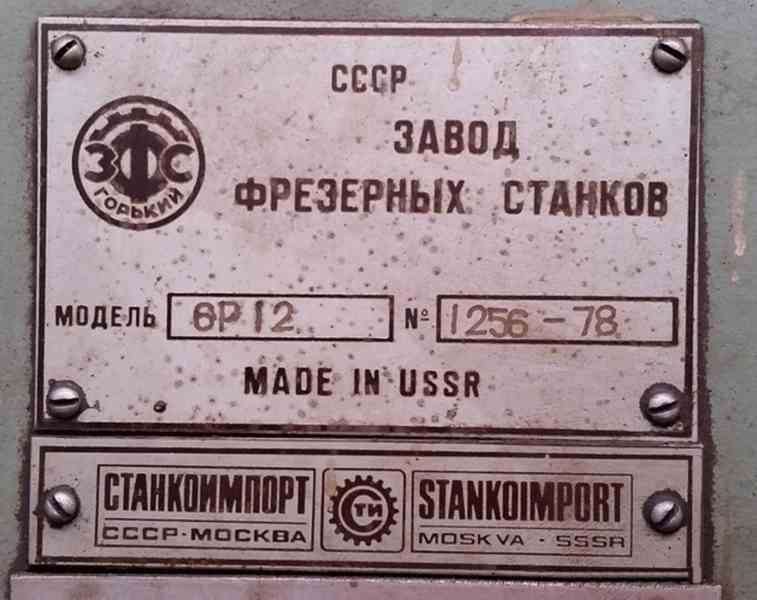 СССР
ЗАВОД
ФРЕЗЕРНЫХ СТАНКОВ
ЗФС
ГОРЬКИЙ
МОДЕЛЬ 6Р12 № 1256-78
MADE IN USSR
СТАНКОИМПОРТ
СССР·МОСКВА
СТИ
STANKOIMPORT
MOSKVA · SSSR